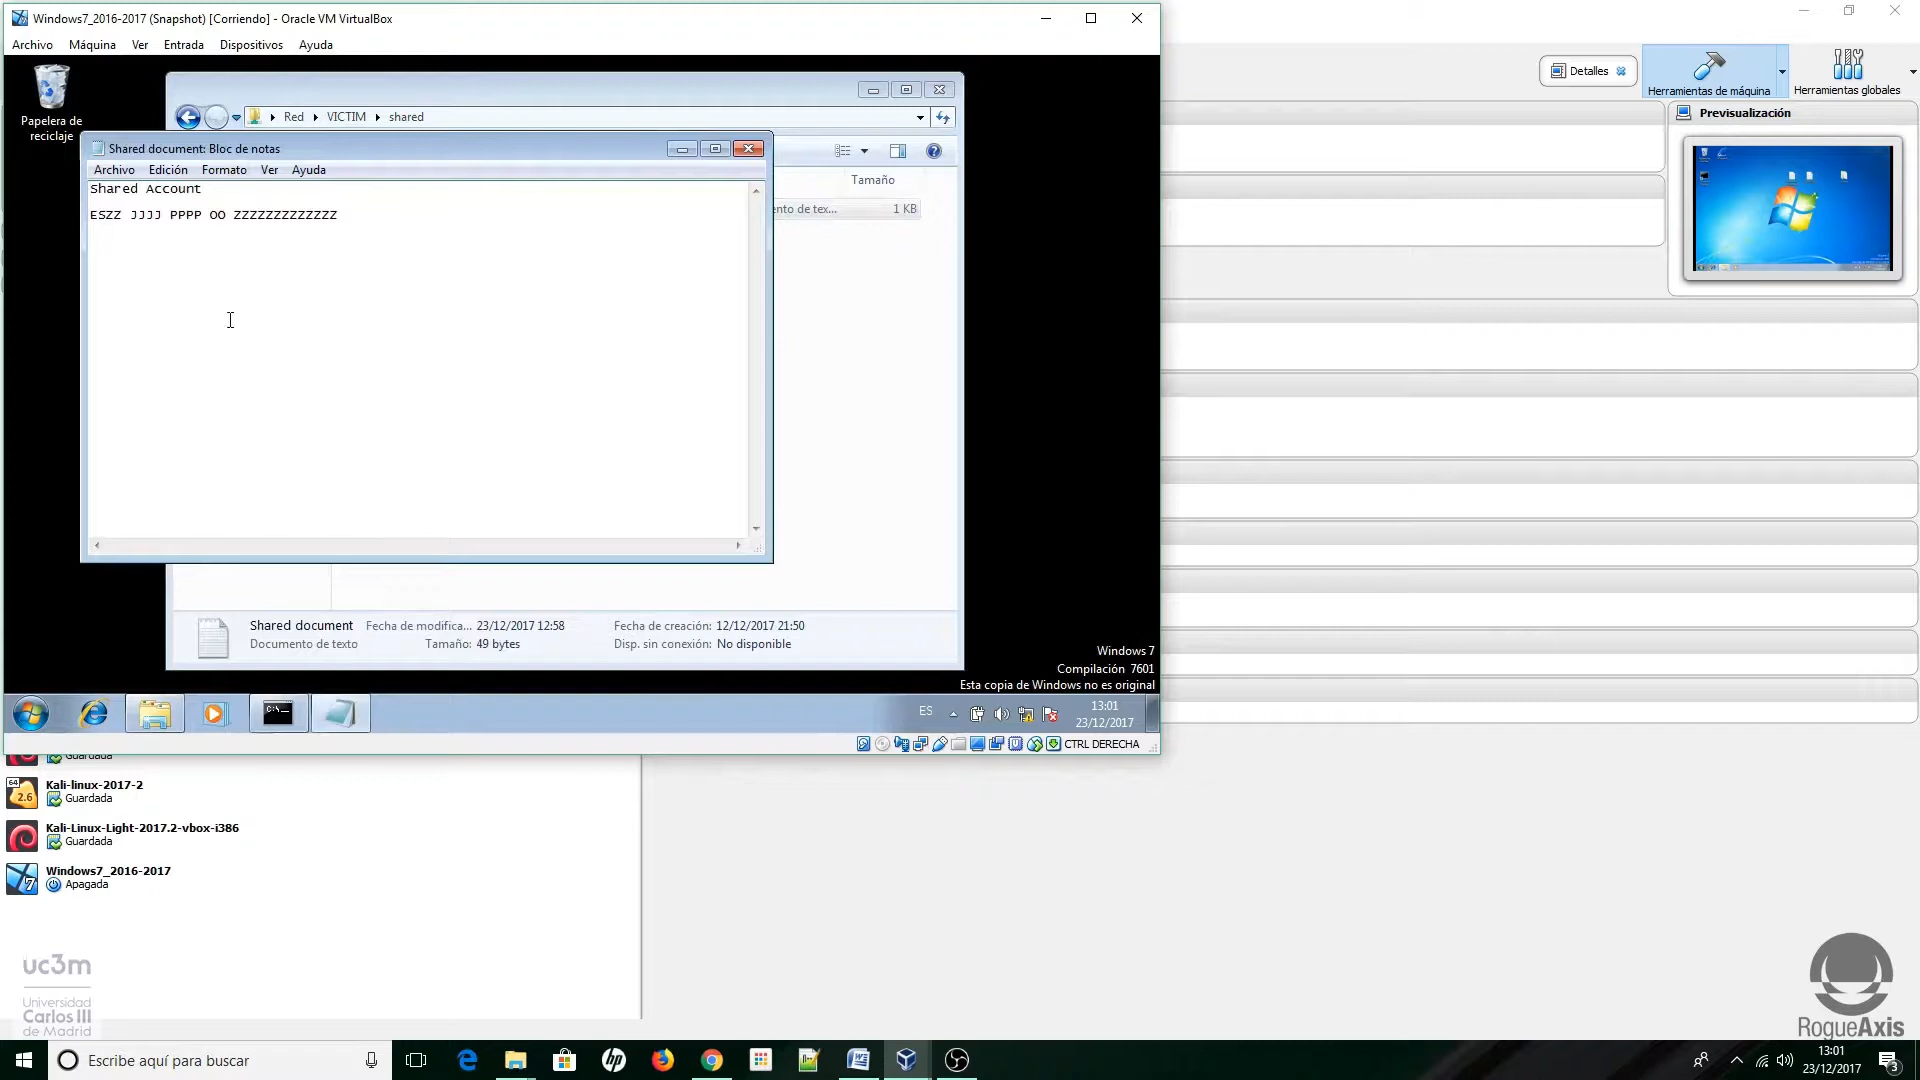 Windows7_2016-2017 (Snapshot) [Corriendo] - Oracle VM VirtualBox
Archivo Máquina Ver Entrada Dispositivos Ayuda
Detalles
Herramientas de máquina
Herramientas globales
Previsualización
Papelera de
reciclaje
Red VICTIM shared
Shared document: Bloc de notas
Archivo Edición Formato Ver Ayuda
Tamaño
nto de tex... 1 KB
Shared Account
ESZZ JJJJ PPPP OO ZZZZZZZZZZZZZ
Shared document Fecha de modifica... 23/12/2017 12:58 Fecha de creación: 12/12/2017 21:50
Documento de texto Tamaño: 49 bytes Disp. sin conexión: No disponible
Windows 7
Compilación 7601
Esta copia de Windows no es original
ES
13:01
23/12/2017
CTRL DERECHA
Guardada
Kali-linux-2017-2
Guardada
Kali-Linux-Light-2017.2-vbox-i386
Guardada
Windows7_2016-2017
Apagada
uc3m
Universidad
Carlos III
de Madrid
RogueAxis
Escribe aquí para buscar
13:01
23/12/2017
3